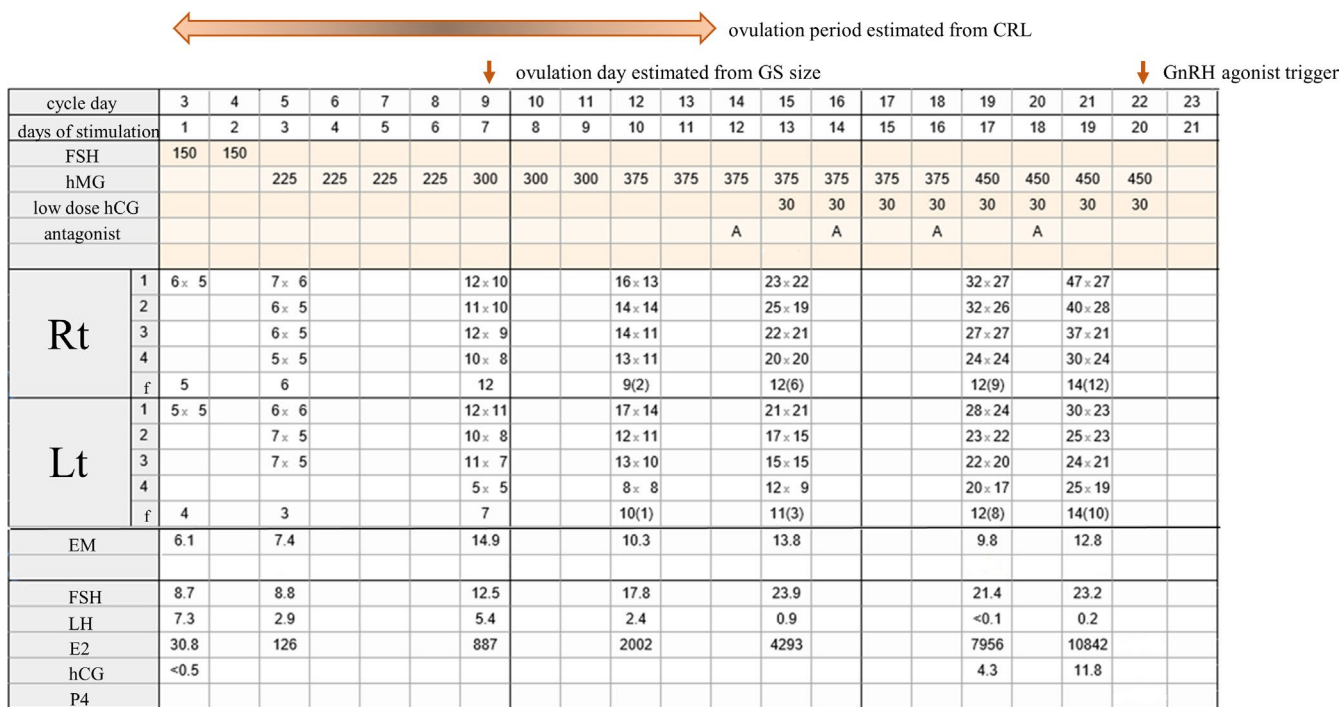 ovulation period estimated from CRL
ovulation day estimated from GS size GnRH agonist trigger
cycle day 3 4 5 6 7 8 9 10 11 12 13 14 15 16 17 18 19 20 21 22 23
days of stimulation 1 2 3 4 5 6 7 8 9 10 11 12 13 14 15 16 17 18 19 20 21
FSH 150 150
hMG 225 225 225 225 300 300 300 375 375 375 375 375 375 375 450 450 450 450
low dose hCG 30 30 30 30 30 30 30 30
antagonist A A A A
Rt
1 6 x 5 7 x 6 12 x 10 16 x 13 23 x 22 32 x 27 47 x 27
2 6 x 5 11 x 10 14 x 14 25 x 19 32 x 26 40 x 28
3 6 x 5 12 x 9 14 x 11 22 x 21 27 x 27 37 x 21
4 5 x 5 10 x 8 13 x 11 20 x 20 24 x 24 30 x 24
f 5 6 12 9(2) 12(6) 12(9) 14(12)
Lt
1 5 x 5 6 x 6 12 x 11 17 x 14 21 x 21 28 x 24 30 x 23
2 7 x 5 10 x 8 12 x 11 17 x 15 23 x 22 25 x 23
3 7 x 5 11 x 7 13 x 10 15 x 15 22 x 20 24 x 21
4 5 x 5 8 x 8 12 x 9 20 x 17 25 x 19
f 4 3 7 10(1) 11(3) 12(8) 14(10)
EM 6.1 7.4 14.9 10.3 13.8 9.8 12.8
FSH 8.7 8.8 12.5 17.8 23.9 21.4 23.2
LH 7.3 2.9 5.4 2.4 0.9 <0.1 0.2
E2 30.8 126 887 2002 4293 7956 10842
hCG <0.5 4.3 11.8
P4